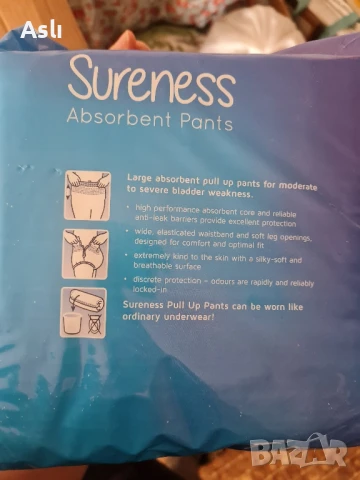 Aslı
Sureness
Absorbent Pants
Large absorbent pull up pants for moderate
to severe bladder weakness.
• high performance absorbent core and reliable
anti-leak barriers provide excellent protection
• wide, elasticated waistband and soft leg openings,
designed for comfort and optimal fit
• extremely kind to the skin with a silky-soft and
breathable surface
• discrete protection – odours are rapidly and reliably
locked-in
Sureness Pull Up Pants can be worn like
ordinary underwear!
BAZAR